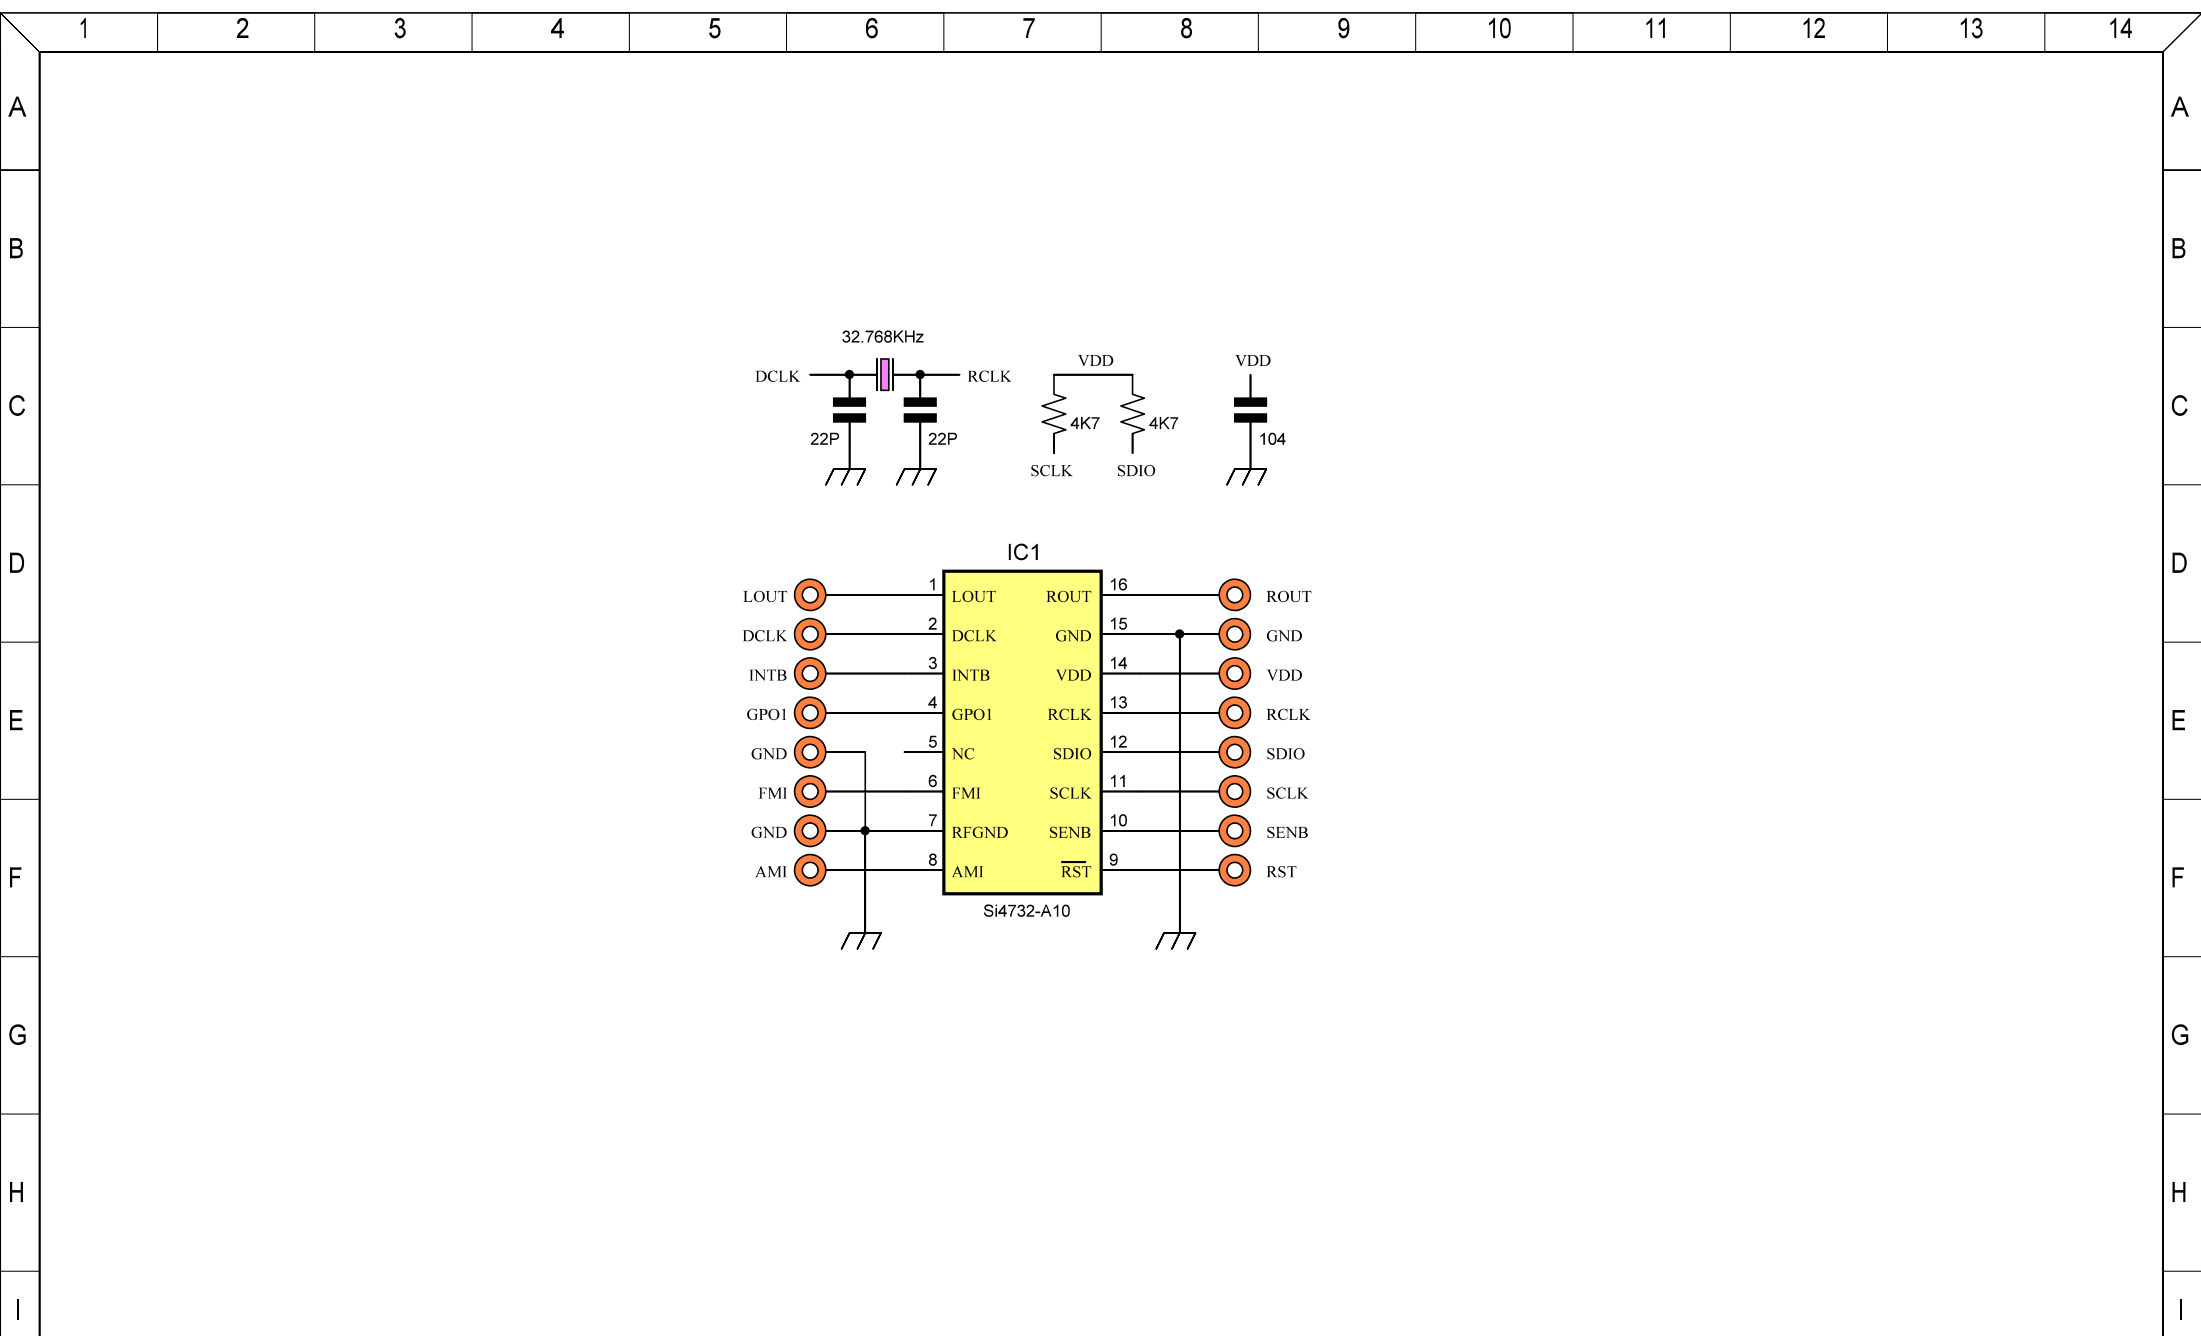 1 2 3 4 5 6 7 8 9 10 11 12 13 14
A A
B B
32.768KHz
VDD VDD
DCLK RCLK
C C
4K7 4K7
22P 22P 104
SCLK SDIO
IC1
D D
1 16
LOUT LOUT ROUT ROUT
2 15
DCLK DCLK GND GND
3 14
INTB INTB VDD VDD
4 13
GPO1 GPO1 RCLK RCLK
E E
5 12
GND NC SDIO SDIO
6 11
FMI FMI SCLK SCLK
7 10
GND RFGND SENB SENB
8 9
AMI AMI RST RST
F F
Si4732-A10
G G
H H
I I